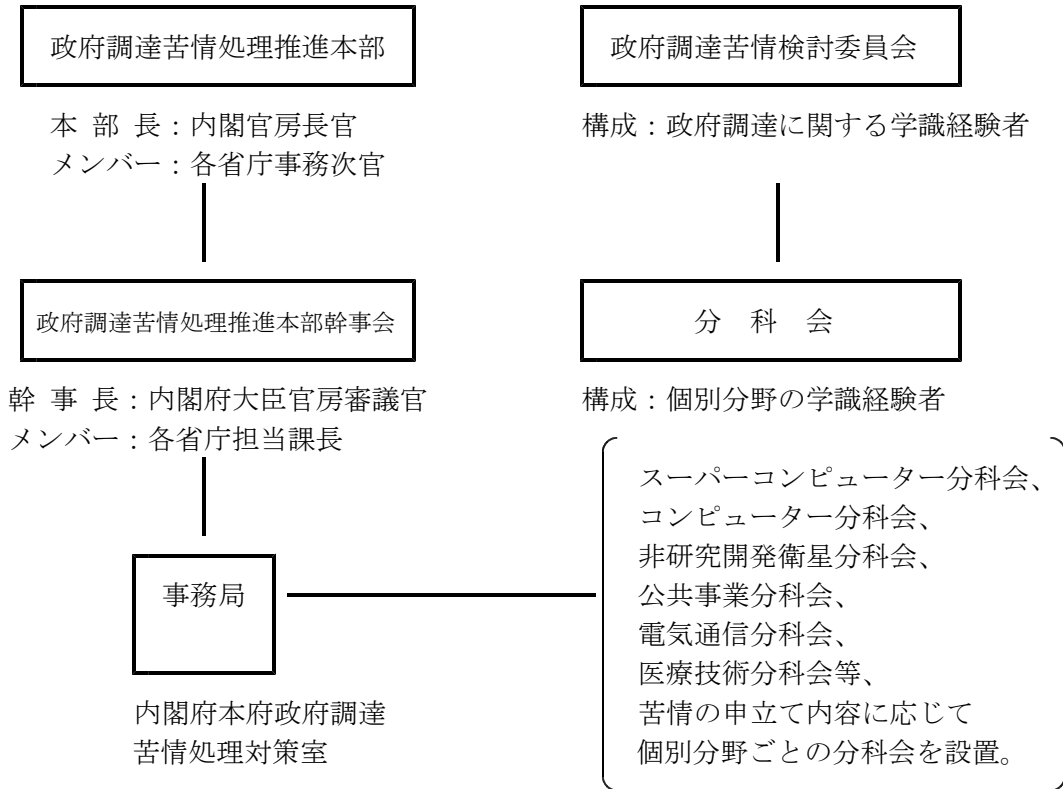 政府調達苦情処理推進本部
本 部 長：内閣官房長官
メンバー：各省庁事務次官
政府調達苦情処理推進本部幹事会
幹 事 長：内閣府大臣官房審議官
メンバー：各省庁担当課長
事務局
内閣府本府政府調達
苦情処理対策室
政府調達苦情検討委員会
構成：政府調達に関する学識経験者
分 科 会
構成：個別分野の学識経験者
スーパーコンピューター分科会、
コンピューター分科会、
非研究開発衛星分科会、
公共事業分科会、
電気通信分科会、
医療技術分科会等、
苦情の申立て内容に応じて
個別分野ごとの分科会を設置。